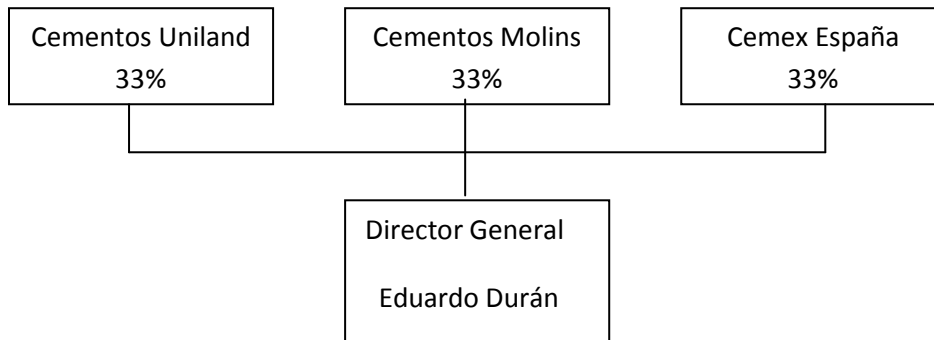 Cementos Uniland
33%
Cementos Molins
33%
Cemex España
33%
Director General
Eduardo Durán